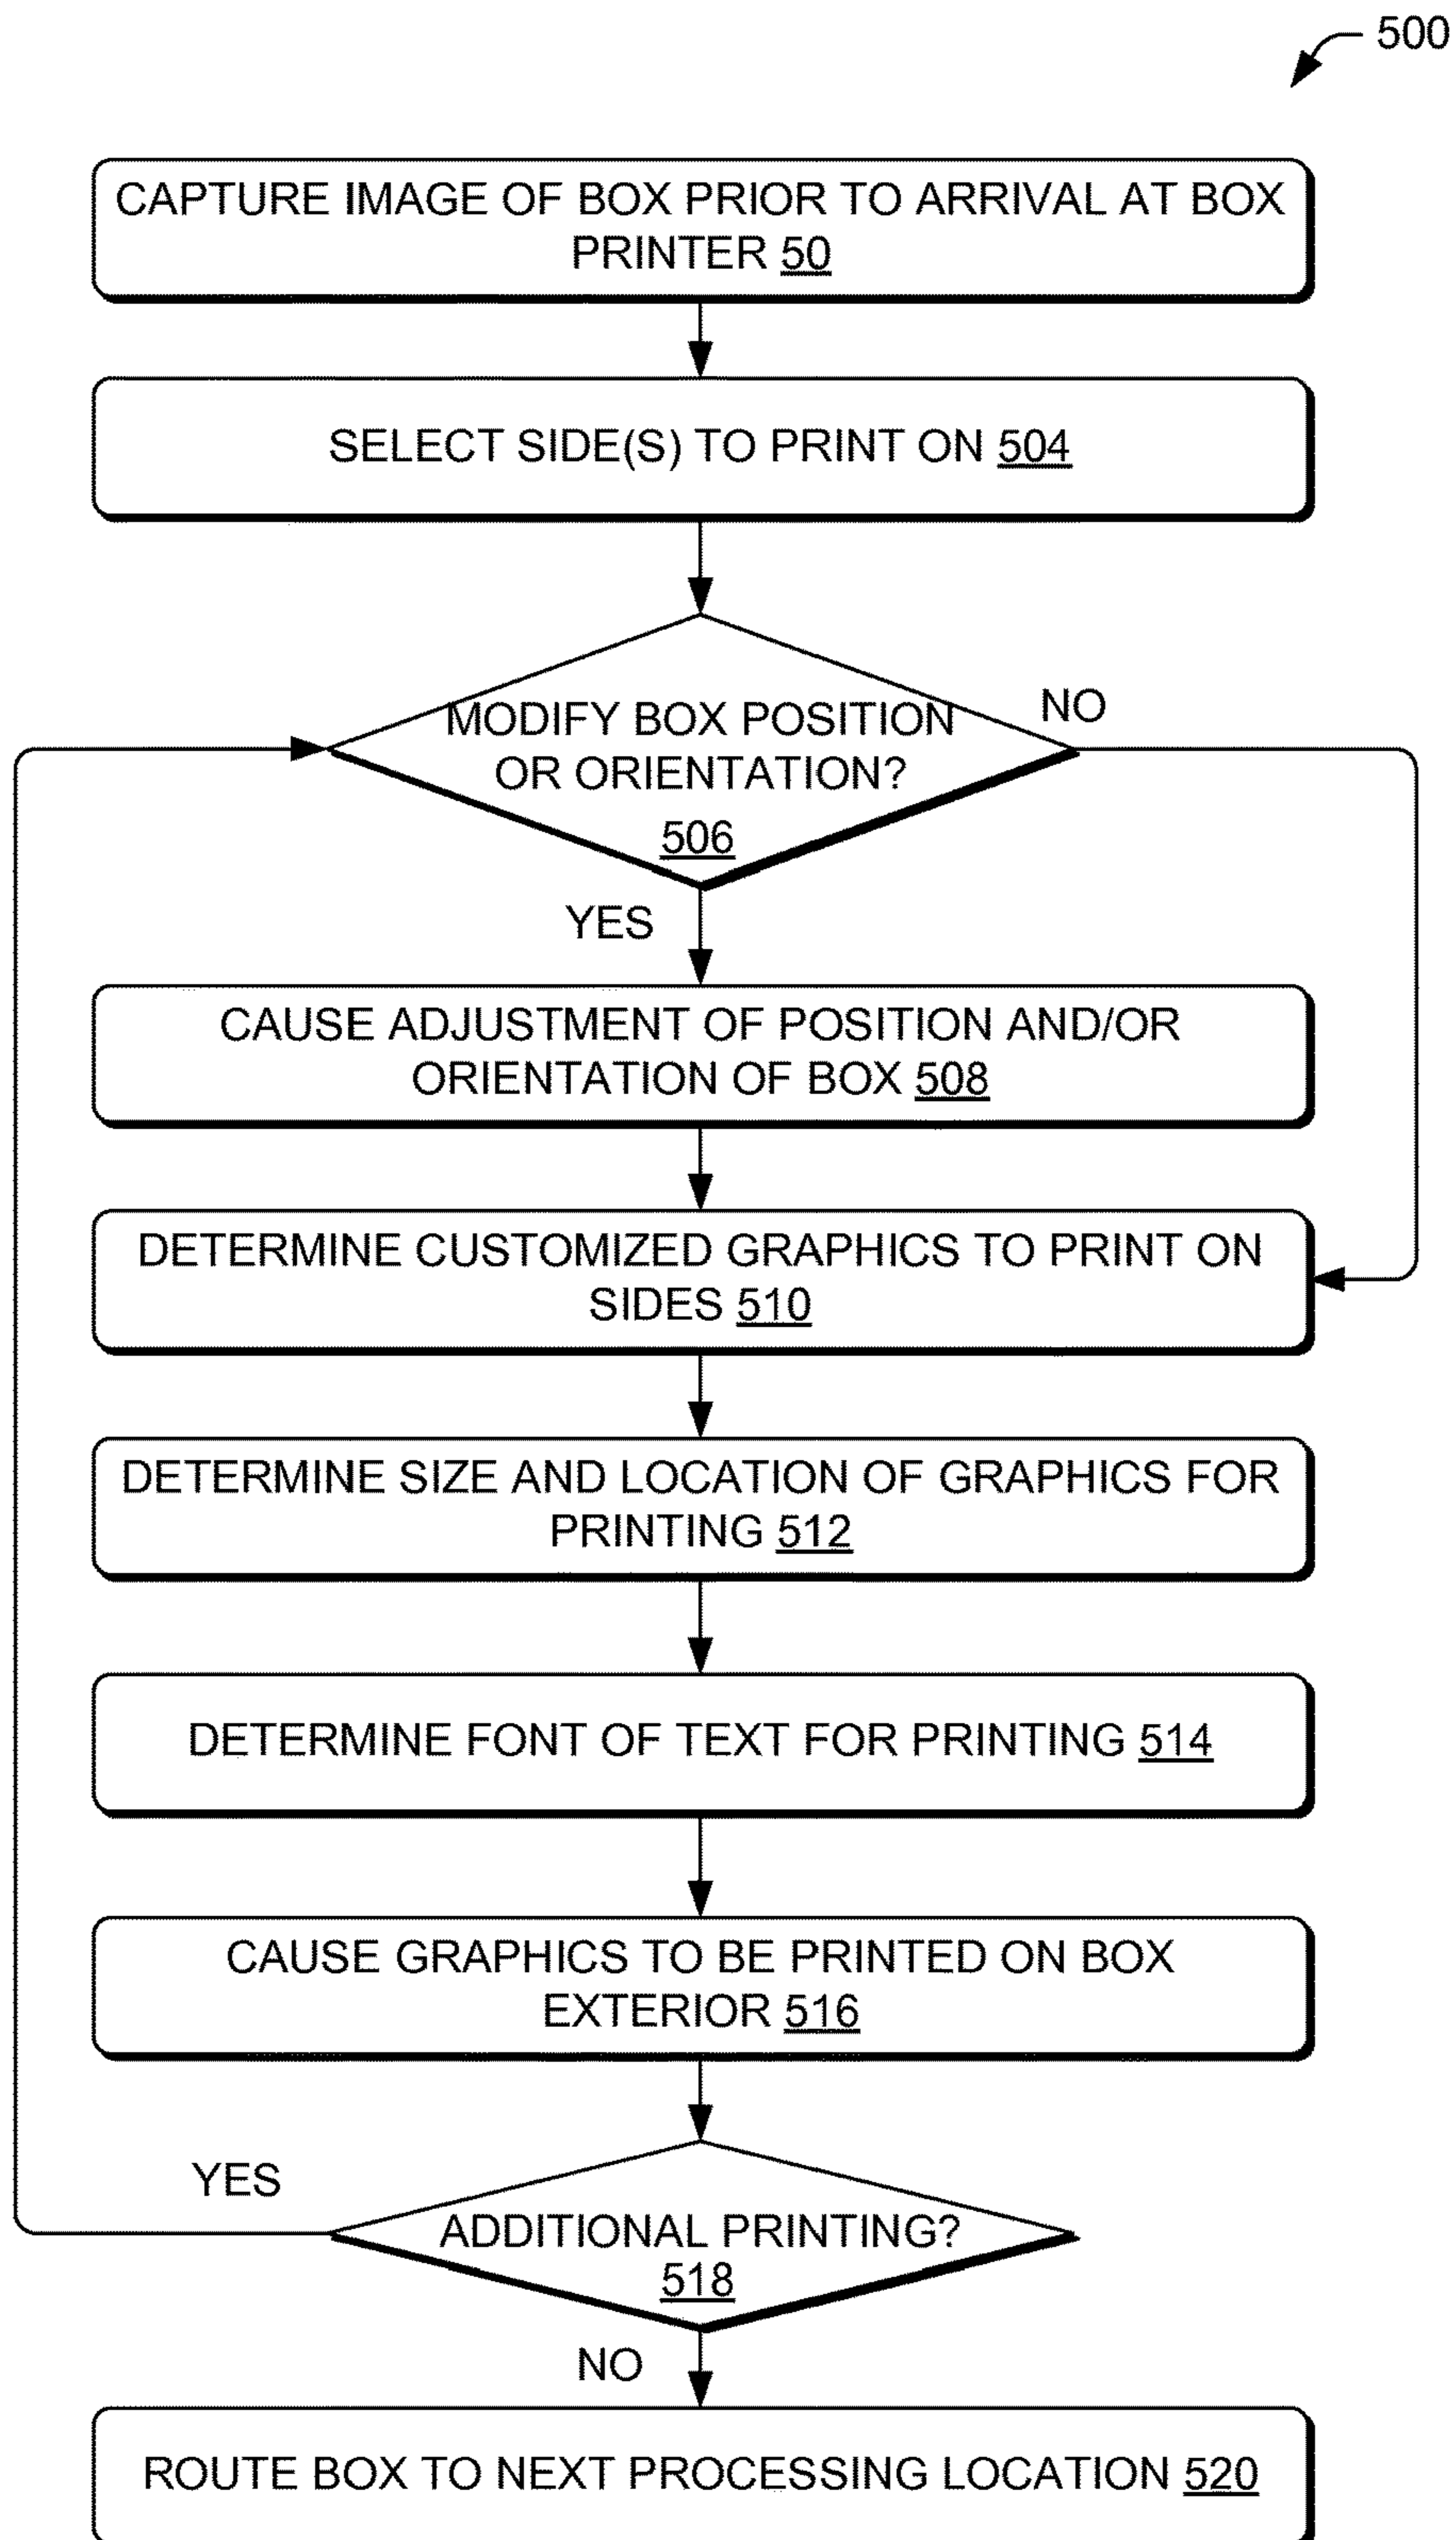 500
CAPTURE IMAGE OF BOX PRIOR TO ARRIVAL AT BOX
PRINTER 50
SELECT SIDE(S) TO PRINT ON 504
MODIFY BOX POSITION
OR ORIENTATION?
506
NO
YES
CAUSE ADJUSTMENT OF POSITION AND/OR
ORIENTATION OF BOX 508
DETERMINE CUSTOMIZED GRAPHICS TO PRINT ON
SIDES 510
DETERMINE SIZE AND LOCATION OF GRAPHICS FOR
PRINTING 512
DETERMINE FONT OF TEXT FOR PRINTING 514
CAUSE GRAPHICS TO BE PRINTED ON BOX
EXTERIOR 516
YES
ADDITIONAL PRINTING?
518
NO
ROUTE BOX TO NEXT PROCESSING LOCATION 520